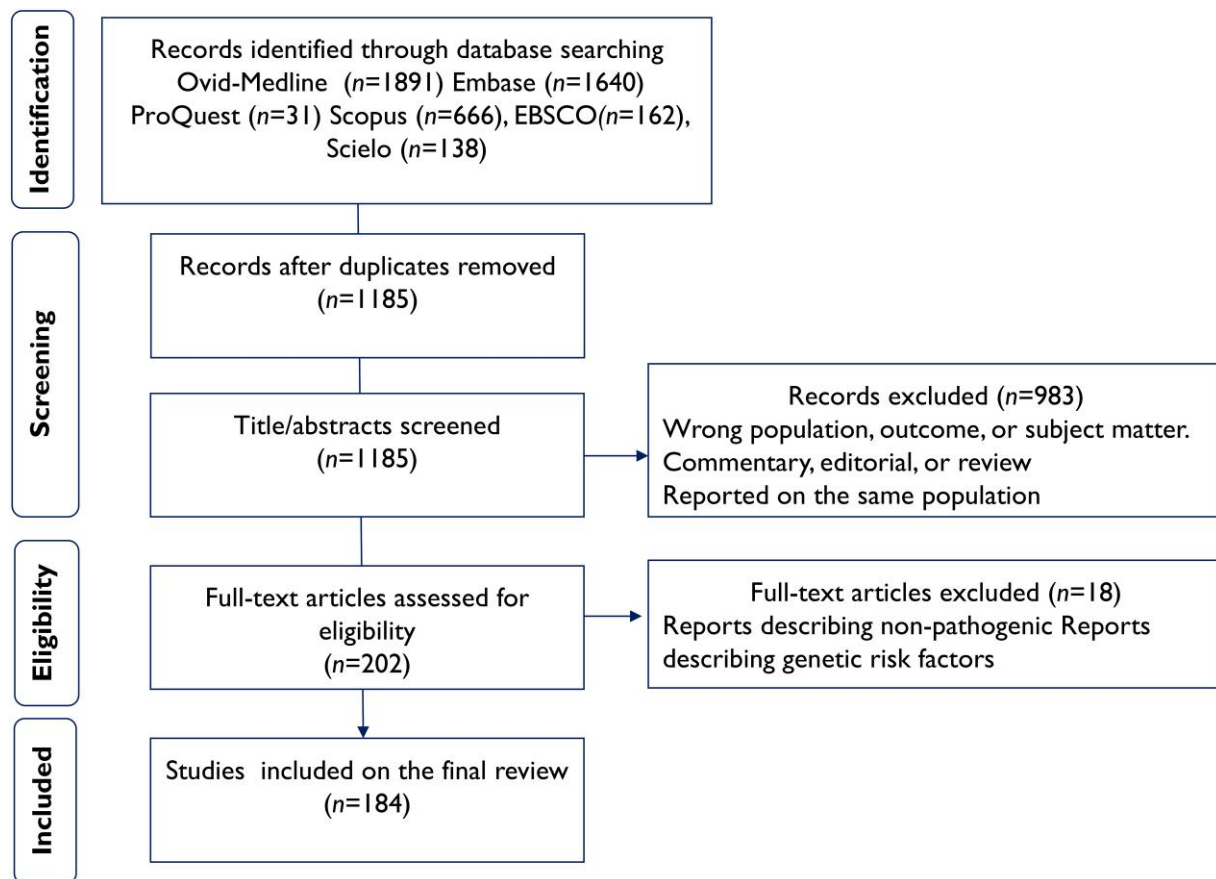 Identification
Records identified through database searching
Ovid-Medline (n=1891) Embase (n=1640)
ProQuest (n=31) Scopus (n=666), EBSCO(n=162),
Scielo (n=138)
Screening
Records after duplicates removed
(n=1185)
Title/abstracts screened
(n=1185)
Records excluded (n=983)
Wrong population, outcome, or subject matter.
Commentary, editorial, or review
Reported on the same population
Eligibility
Full-text articles assessed for
eligibility
(n=202)
Full-text articles excluded (n=18)
Reports describing non-pathogenic Reports
describing genetic risk factors
Included
Studies included on the final review
(n=184)